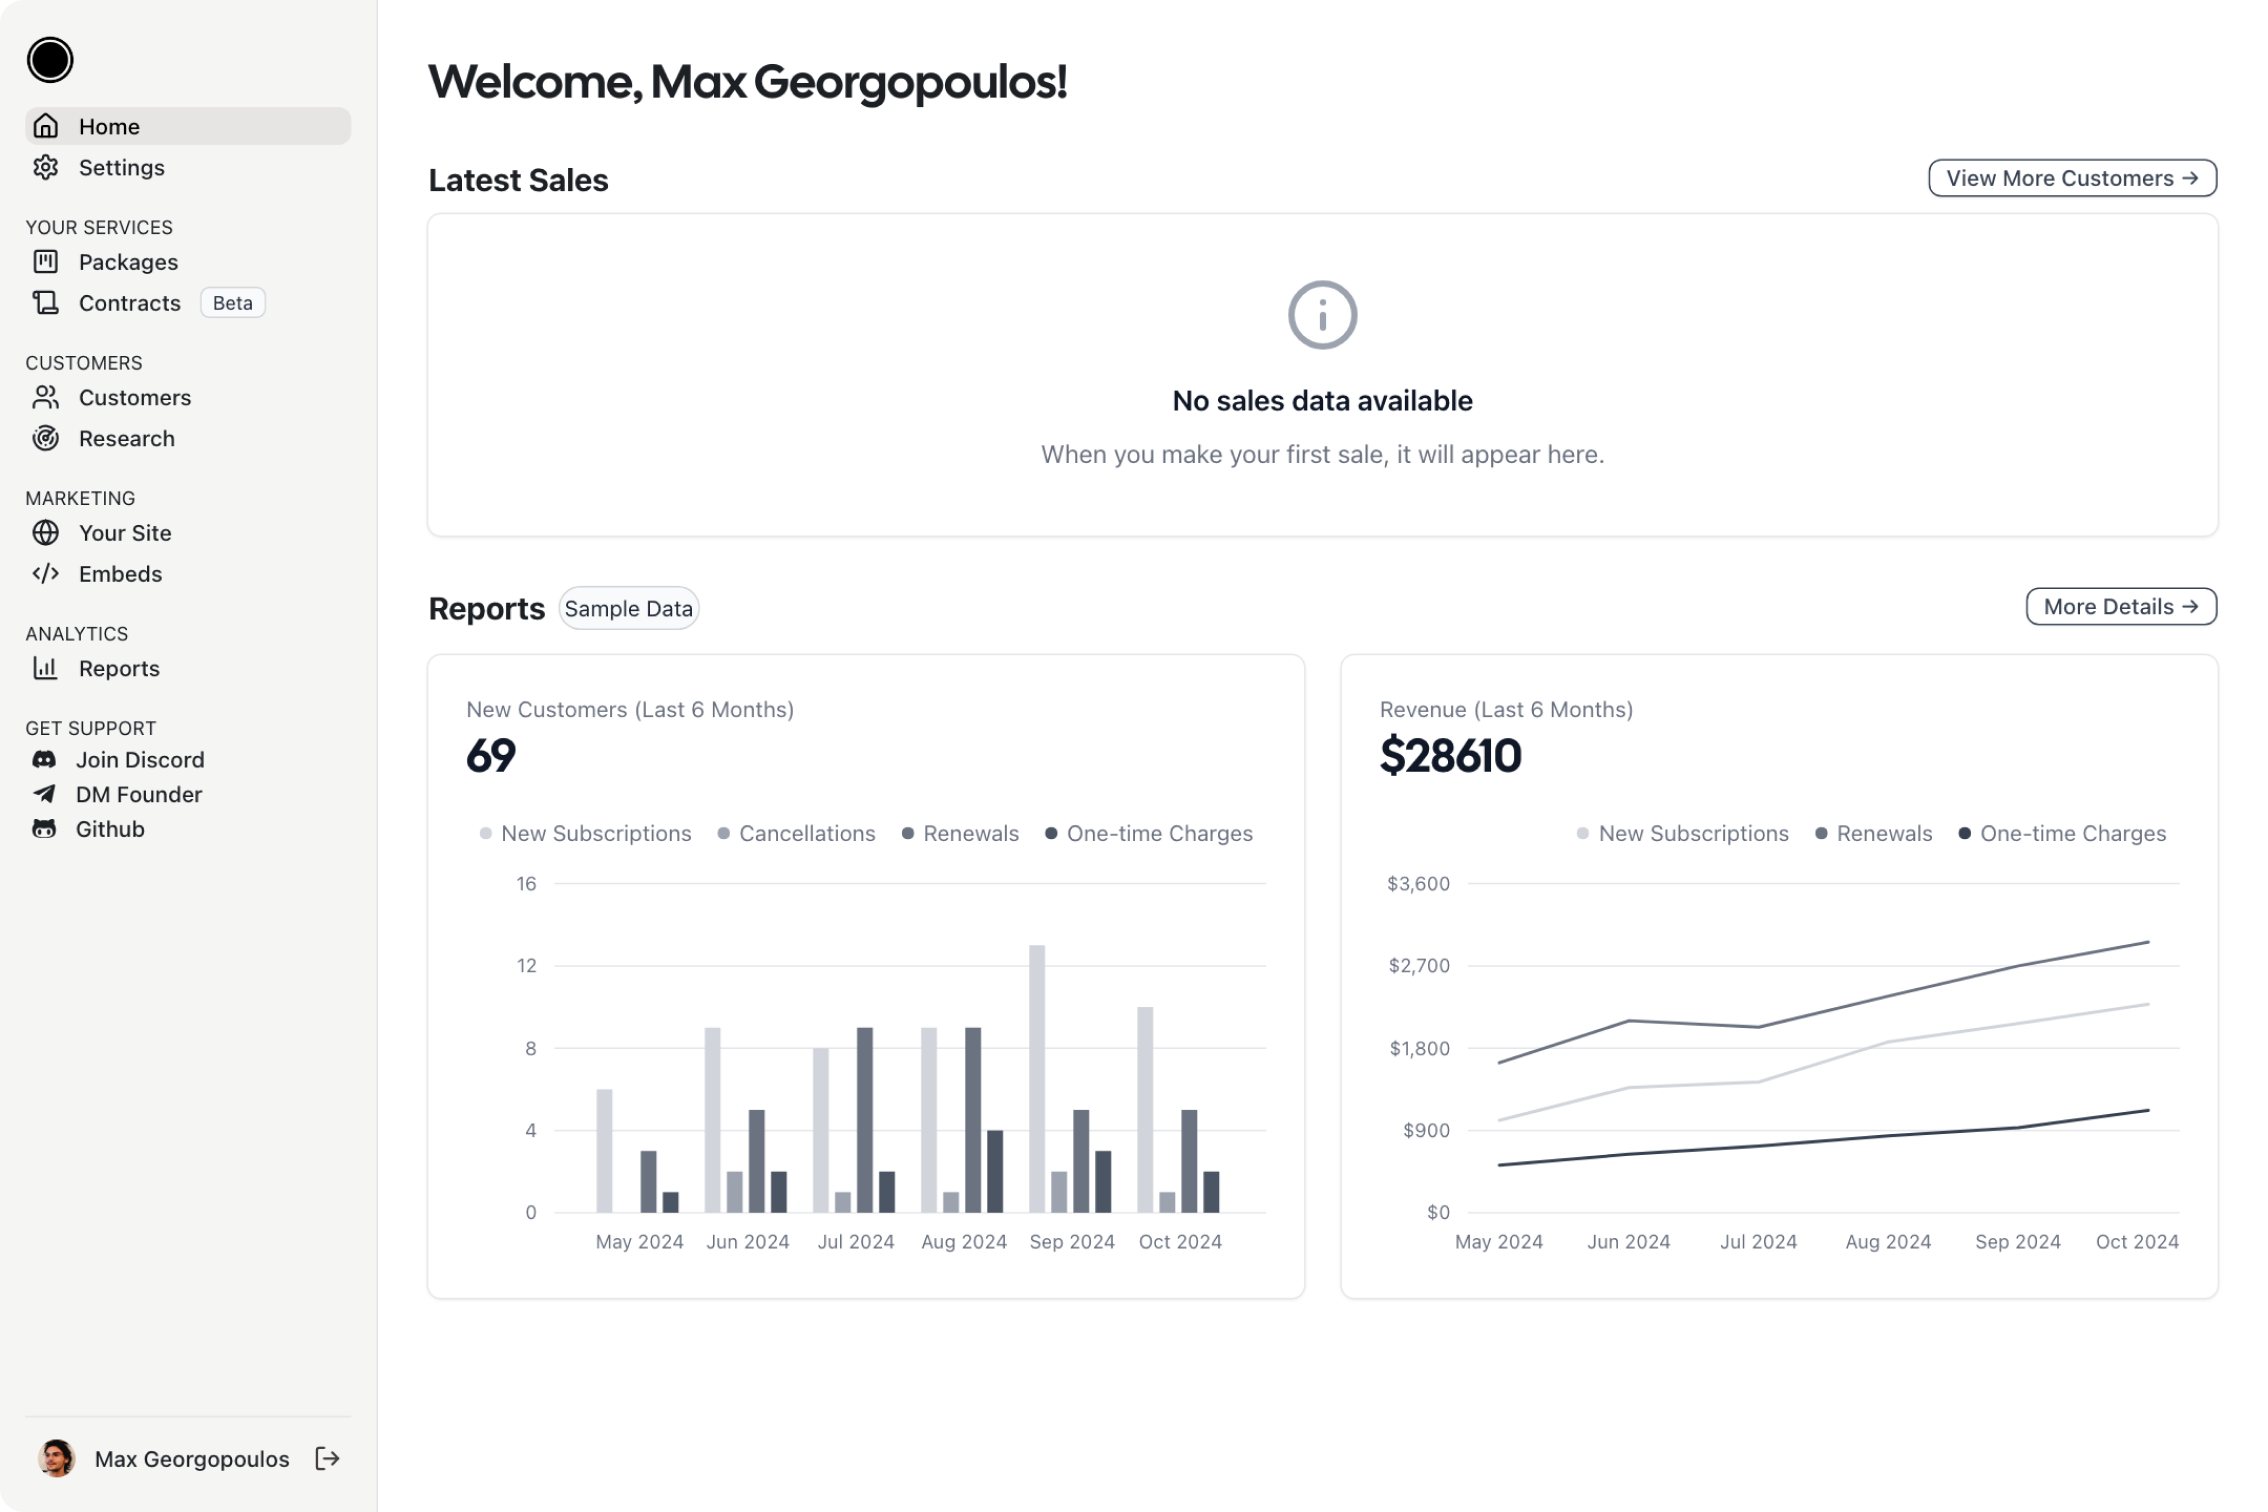 Home
Settings
YOUR SERVICES
Packages
Contracts Beta
CUSTOMERS
Customers
Research
MARKETING
Your Site
Embeds
ANALYTICS
Reports
GET SUPPORT
Join Discord
DM Founder
Github
Max Georgopoulos
Welcome, Max Georgopoulos!
Latest Sales
View More Customers →
No sales data available
When you make your first sale, it will appear here.
Reports Sample Data
More Details →
New Customers (Last 6 Months)
69
New Subscriptions Cancellations Renewals One-time Charges
16
12
8
4
0
May 2024 Jun 2024 Jul 2024 Aug 2024 Sep 2024 Oct 2024
Revenue (Last 6 Months)
$28610
New Subscriptions Renewals One-time Charges
$3,600
$2,700
$1,800
$900
$0
May 2024 Jun 2024 Jul 2024 Aug 2024 Sep 2024 Oct 2024